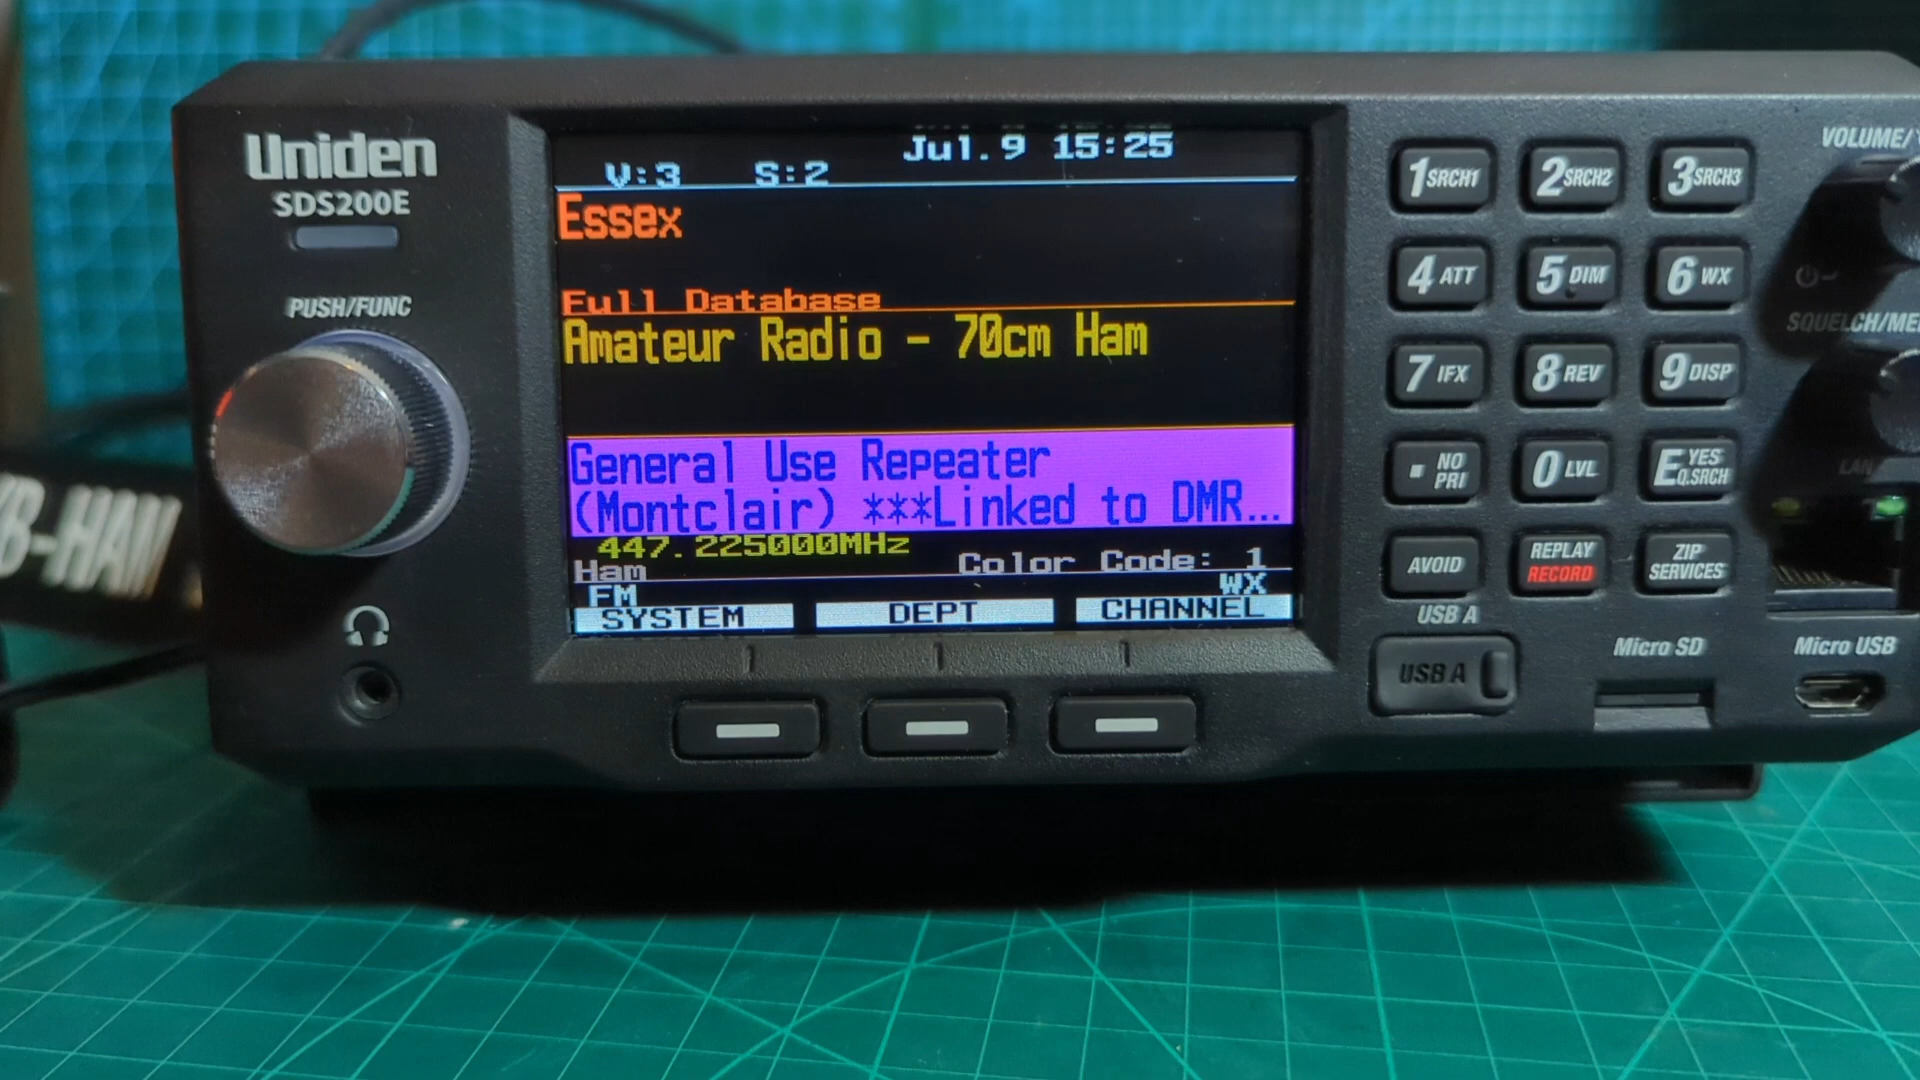 Uniden
SDS200E
PUSH/FUNC
V:3 S:2 Jul.9 15:25
Essex
Full Database
Amateur Radio - 70cm Ham
General Use Repeater
(Montclair) ***Linked to DMR...
447.225000MHz
Ham Color Code: 1
FM WX
SYSTEM DEPT CHANNEL
1 SRCH1 2 SRCH2 3 SRCH3
4 ATT 5 DIM 6 WX
7 IFX 8 REV 9 DISP
. NO PRI 0 LVL E YES Q.SRCH
AVOID REPLAY RECORD ZIP SERVICES
VOLUME/
SQUELCH/
LAN
USB A
USB A
Micro SD
Micro USB